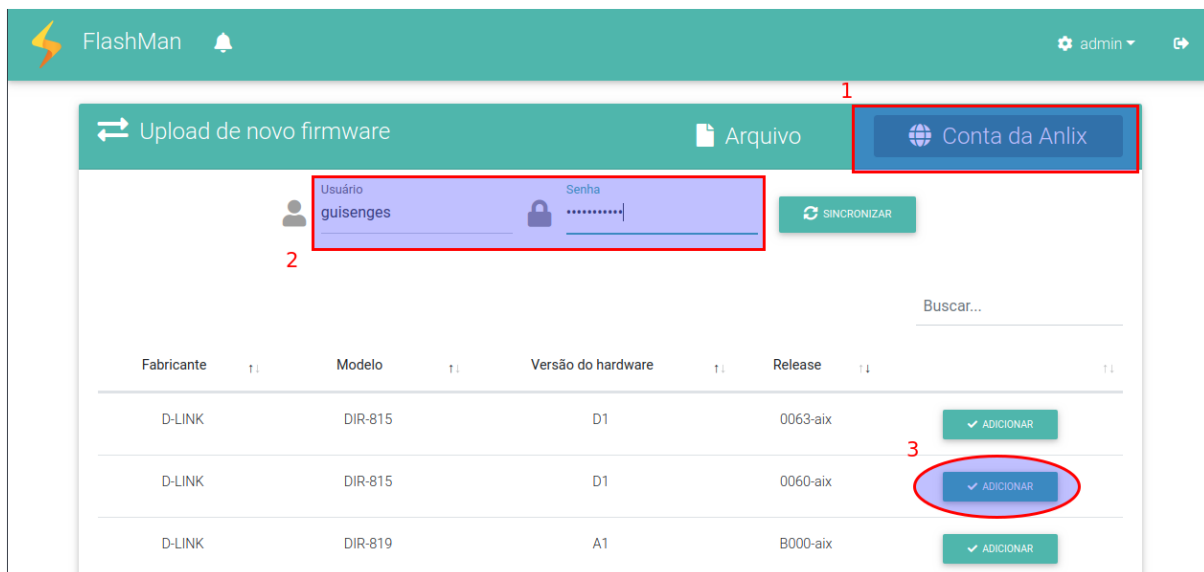 FlashMan admin
1
Upload de novo firmware Arquivo Conta da Anlix
Usuário Senha
guisenges ••••••••••• SINCRONIZAR
2
Buscar...
Fabricante ↑↓ Modelo ↑↓ Versão do hardware ↑↓ Release ↑↓ ↑↓
D-LINK DIR-815 D1 0063-aix ADICIONAR
3
D-LINK DIR-815 D1 0060-aix ADICIONAR
D-LINK DIR-819 A1 B000-aix ADICIONAR